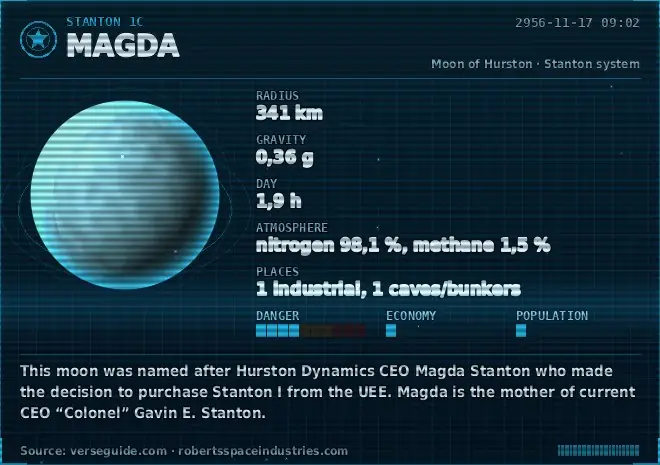 STANTON 1C
MAGDA
2956-11-17 09:02
Moon of Hurston · Stanton system
RADIUS
341 km
GRAVITY
0,36 g
DAY
1,9 h
ATMOSPHERE
nitrogen 98,1 %, methane 1,5 %
PLACES
1 industrial, 1 caves/bunkers
DANGER
ECONOMY
POPULATION
This moon was named after Hurston Dynamics CEO Magda Stanton who made
the decision to purchase Stanton I from the UEE. Magda is the mother of current
CEO “Colonel” Gavin E. Stanton.
Source: verseguide.com · robertsspaceindustries.com